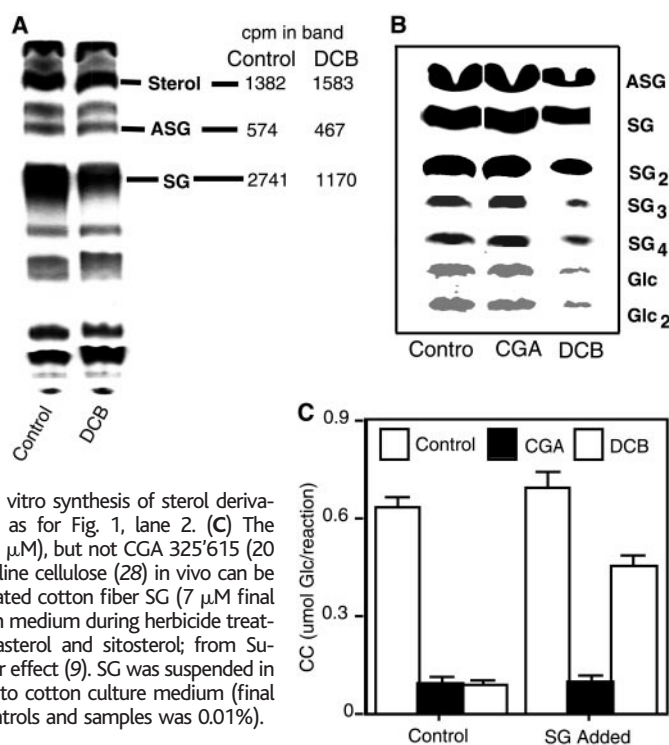 A
cpm in band
Control DCB
Sterol 1382 1583
ASG 574 467
SG 2741 1170
Control
DCB
B
ASG
SG
SG2
SG3
SG4
Glc
Glc2
Contro CGA DCB
vitro synthesis of sterol deriva-
as for Fig. 1, lane 2. (C) The
μM), but not CGA 325'615 (20
line cellulose (28) in vivo can be
ated cotton fiber SG (7 μM final
n medium during herbicide treat-
asterol and sitosterol; from Su-
r effect (9). SG was suspended in
to cotton culture medium (final
ntrols and samples was 0.01%).
C
Control CGA DCB
CC (umol Glc/reaction)
0.9
0.6
0.3
0
Control SG Added